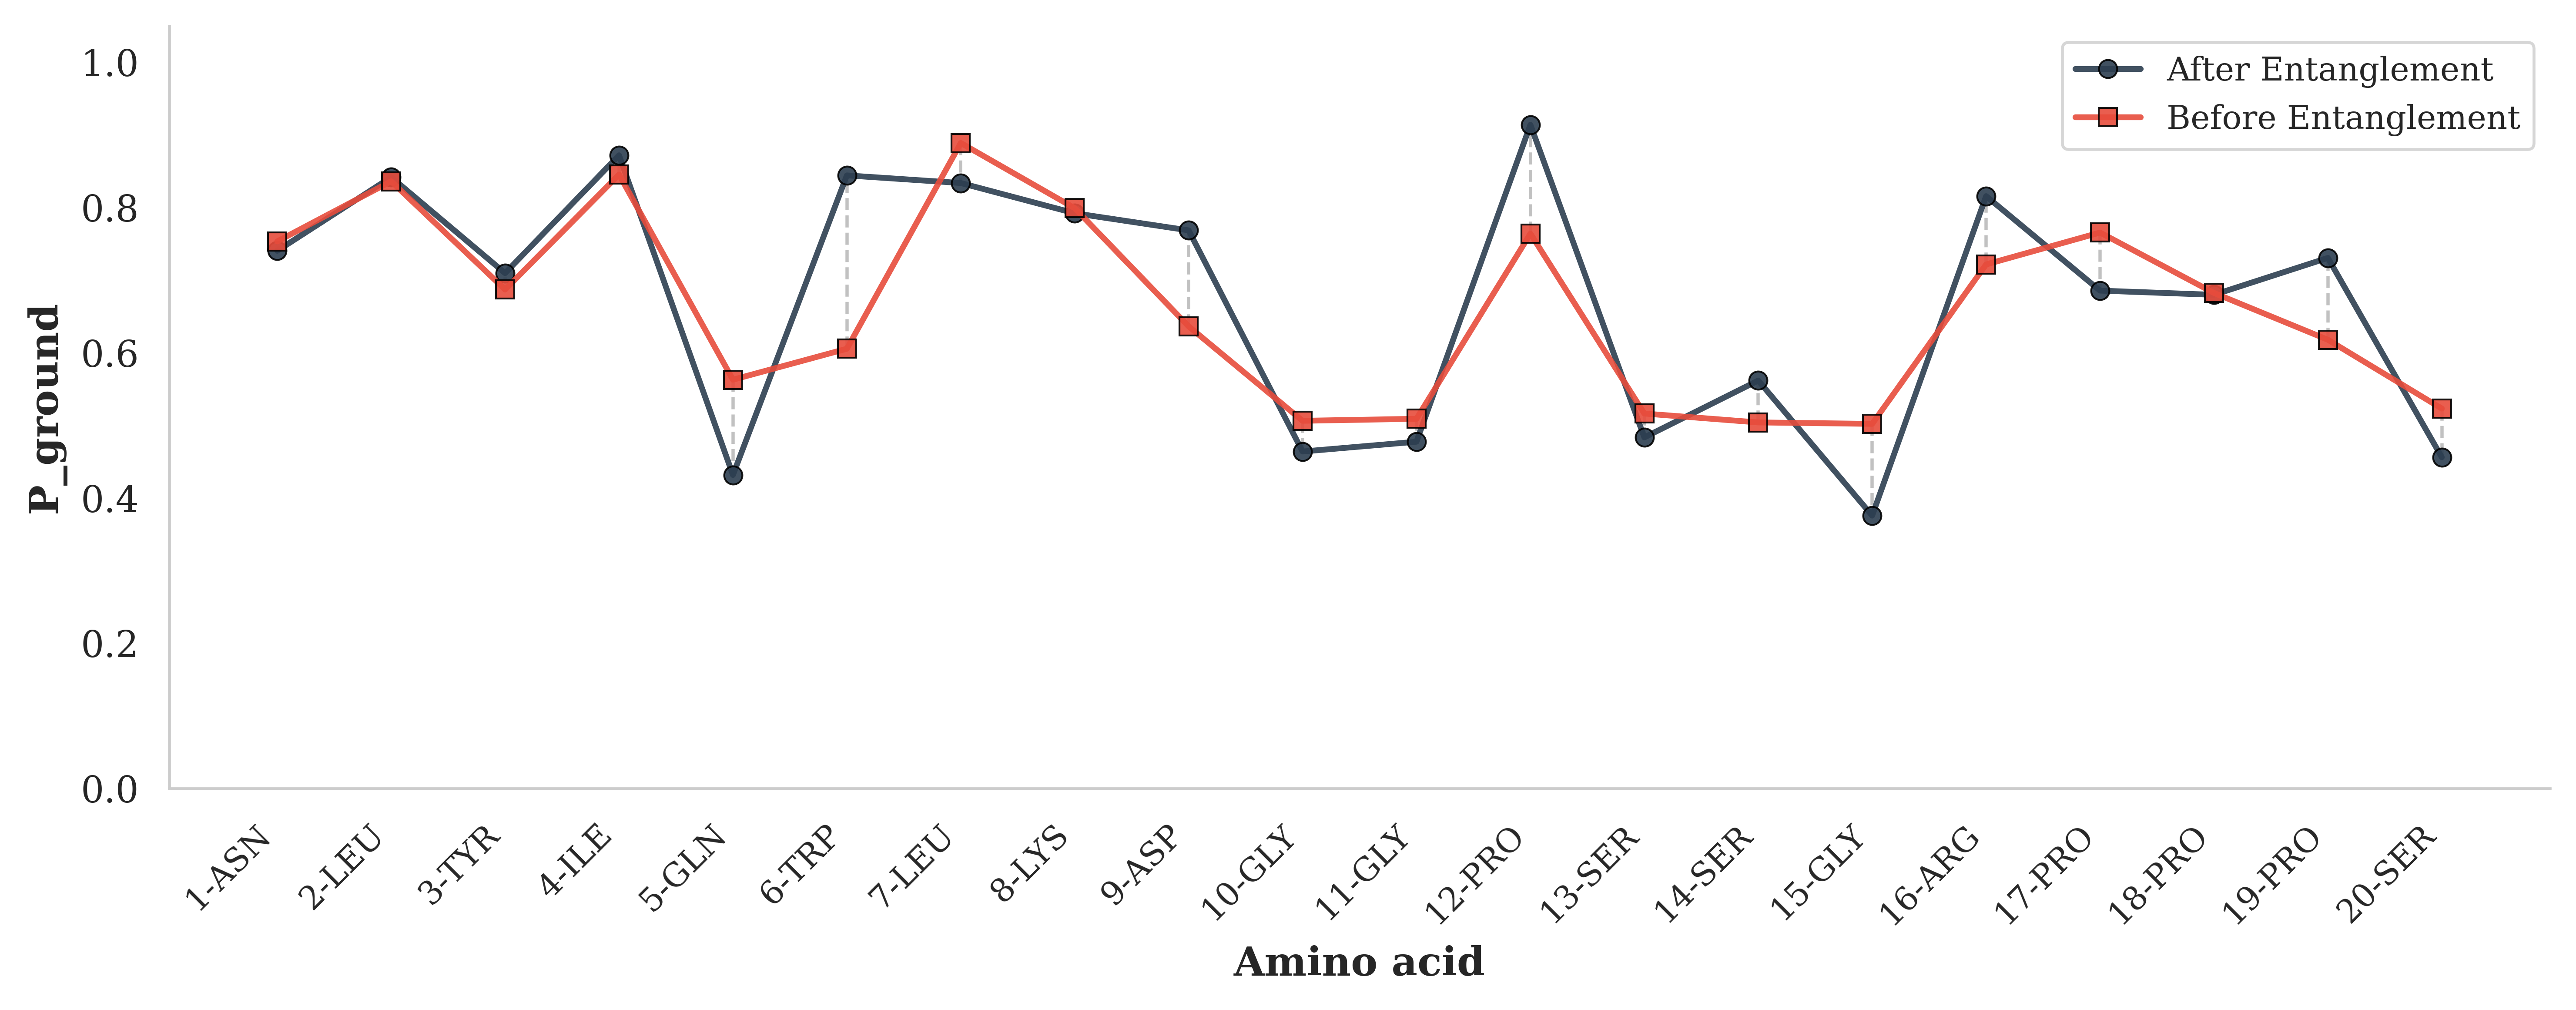 1.0
0.8
0.6
0.4
0.2
0.0
P_ground
After Entanglement
Before Entanglement
1-ASN
2-LEU
3-TYR
4-ILE
5-GLN
6-TRP
7-LEU
8-LYS
9-ASP
10-GLY
11-GLY
12-PRO
13-SER
14-SER
15-GLY
16-ARG
17-PRO
18-PRO
19-PRO
20-SER
Amino acid